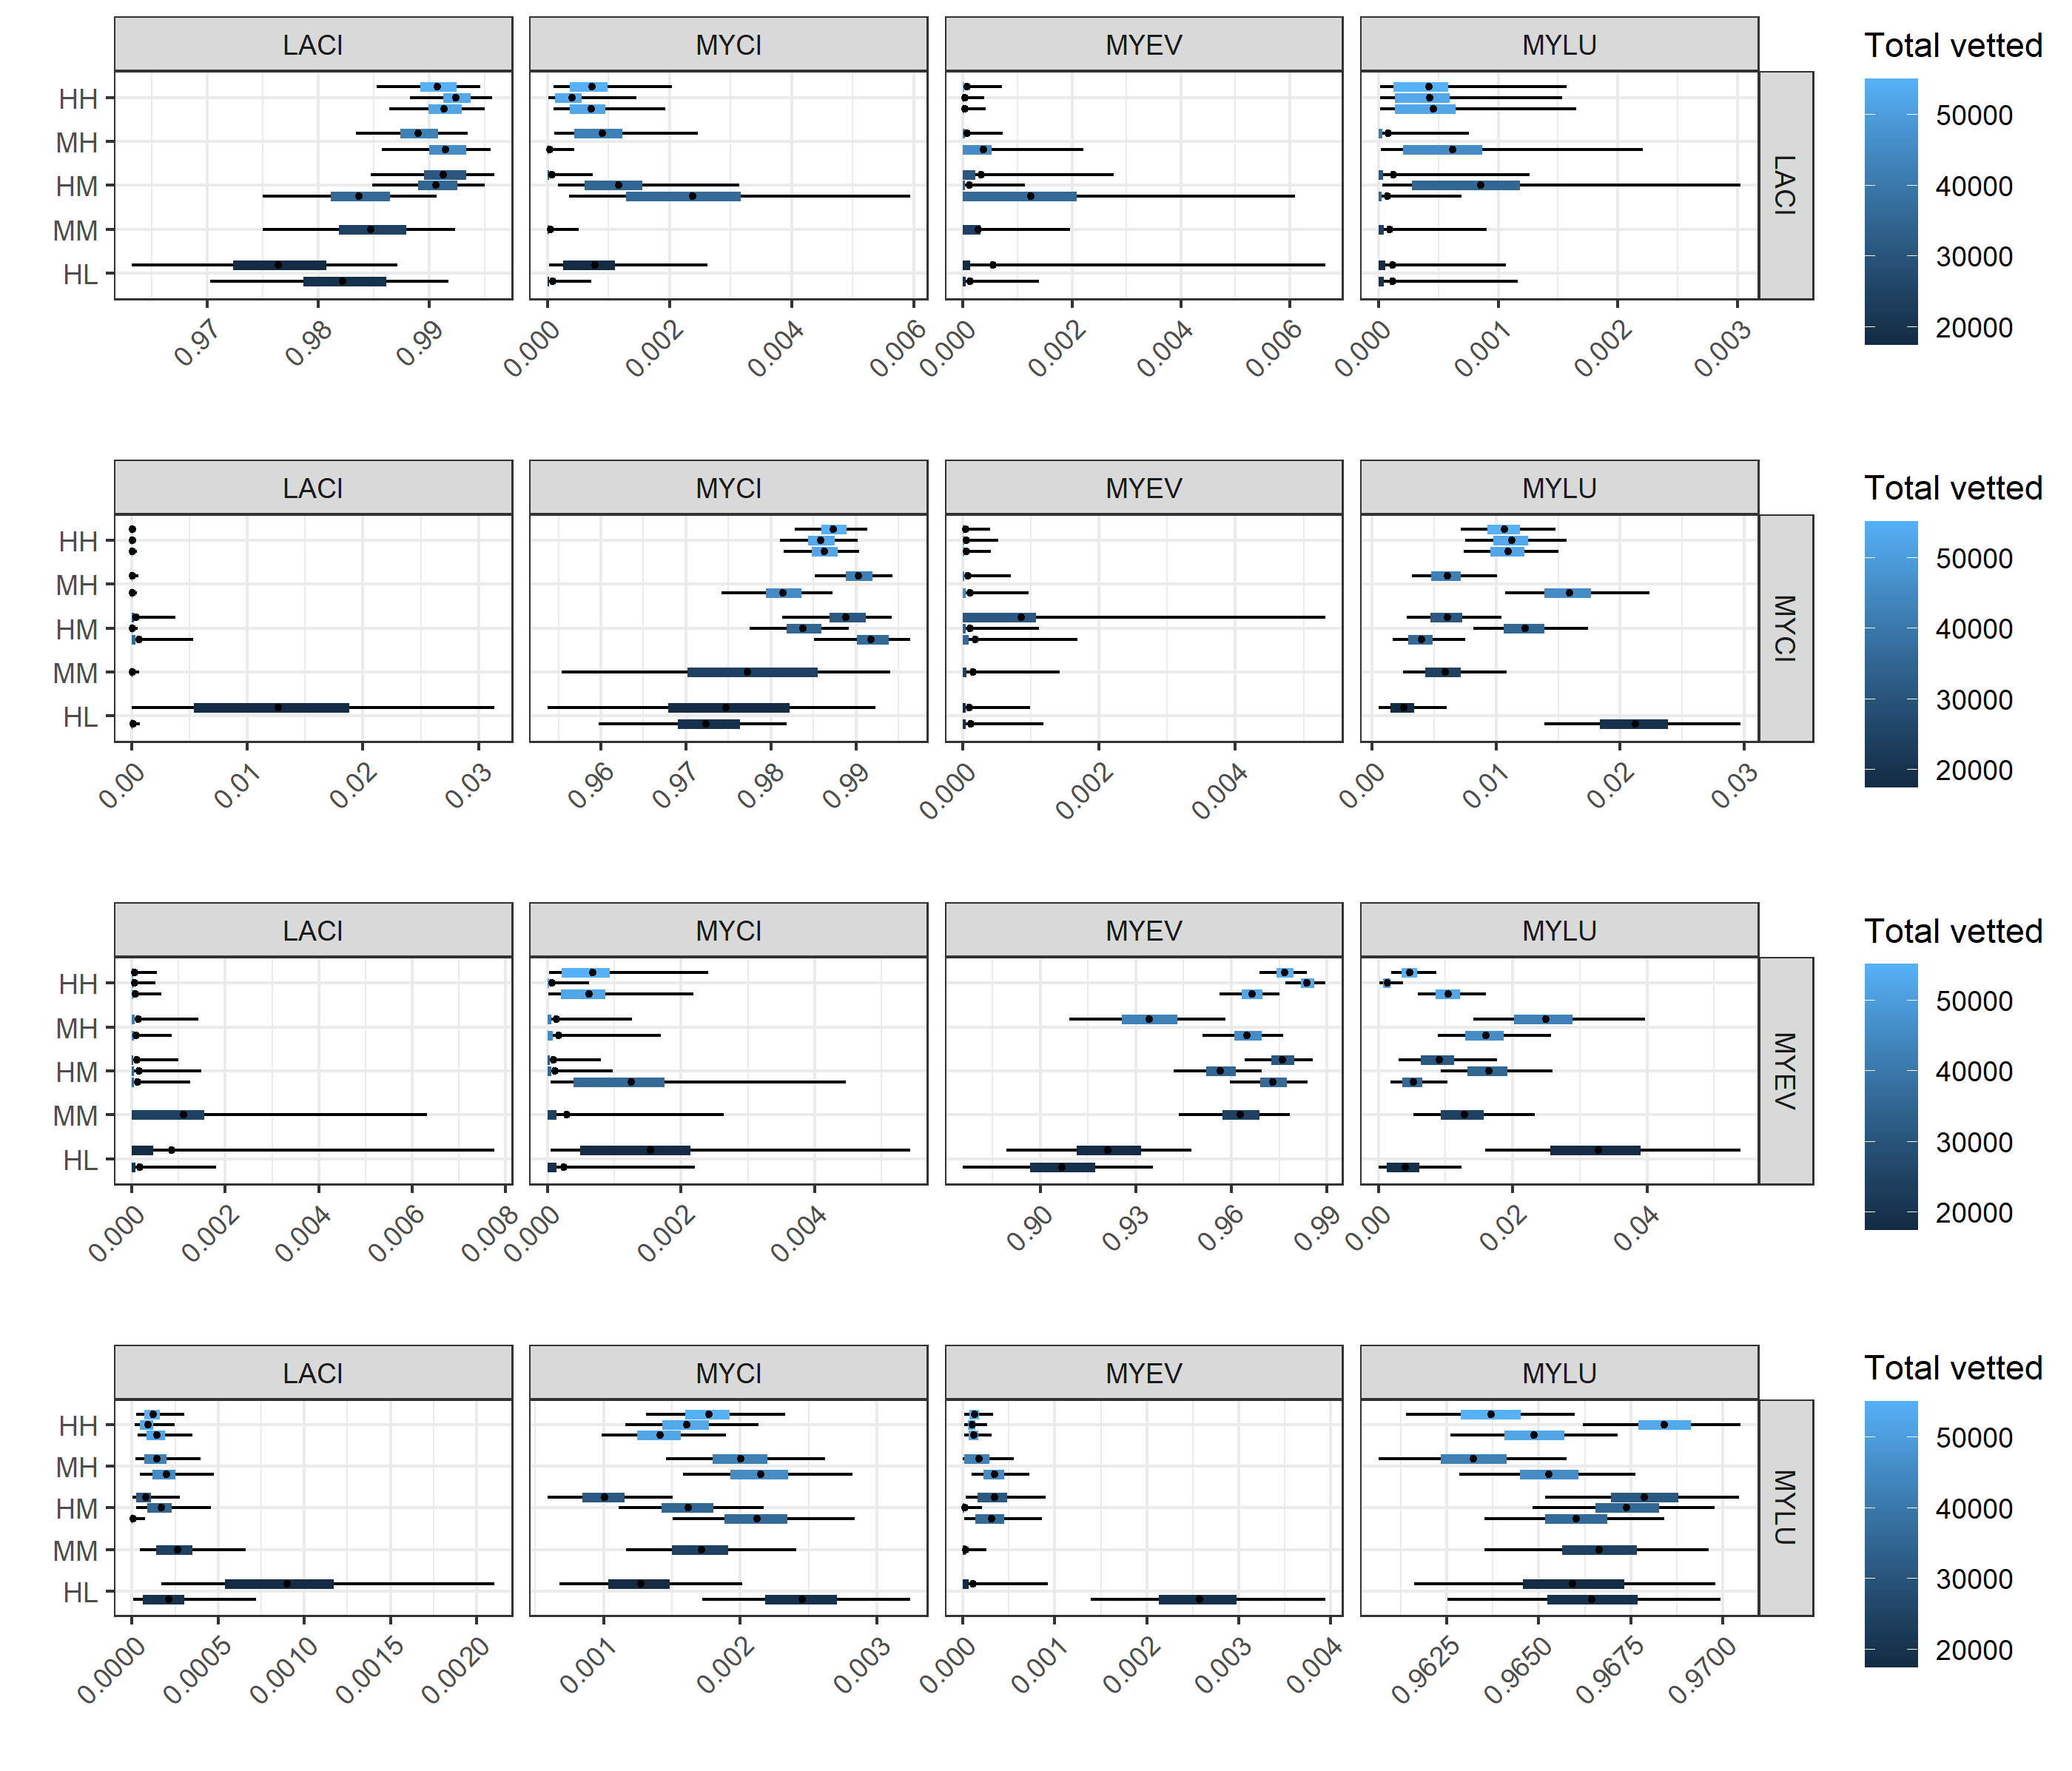 LACI MYCI MYEV MYLU
Total vetted
HH
MH
HM
MM
HL
LACI
50000
40000
30000
20000
0.97 0.98 0.99
0.000 0.002 0.004 0.006
0.000 0.002 0.004 0.006
0.000 0.001 0.002 0.003
LACI MYCI MYEV MYLU
Total vetted
HH
MH
HM
MM
HL
MYCI
50000
40000
30000
20000
0.00 0.01 0.02 0.03
0.96 0.97 0.98 0.99
0.000 0.002 0.004
0.00 0.01 0.02 0.03
LACI MYCI MYEV MYLU
Total vetted
HH
MH
HM
MM
HL
MYEV
50000
40000
30000
20000
0.000 0.002 0.004 0.006 0.008
0.000 0.002 0.004
0.90 0.93 0.96 0.99
0.00 0.02 0.04
LACI MYCI MYEV MYLU
Total vetted
HH
MH
HM
MM
HL
MYLU
50000
40000
30000
20000
0.0000 0.0005 0.0010 0.0015 0.0020
0.001 0.002 0.003
0.000 0.001 0.002 0.003 0.004
0.9625 0.9650 0.9675 0.9700